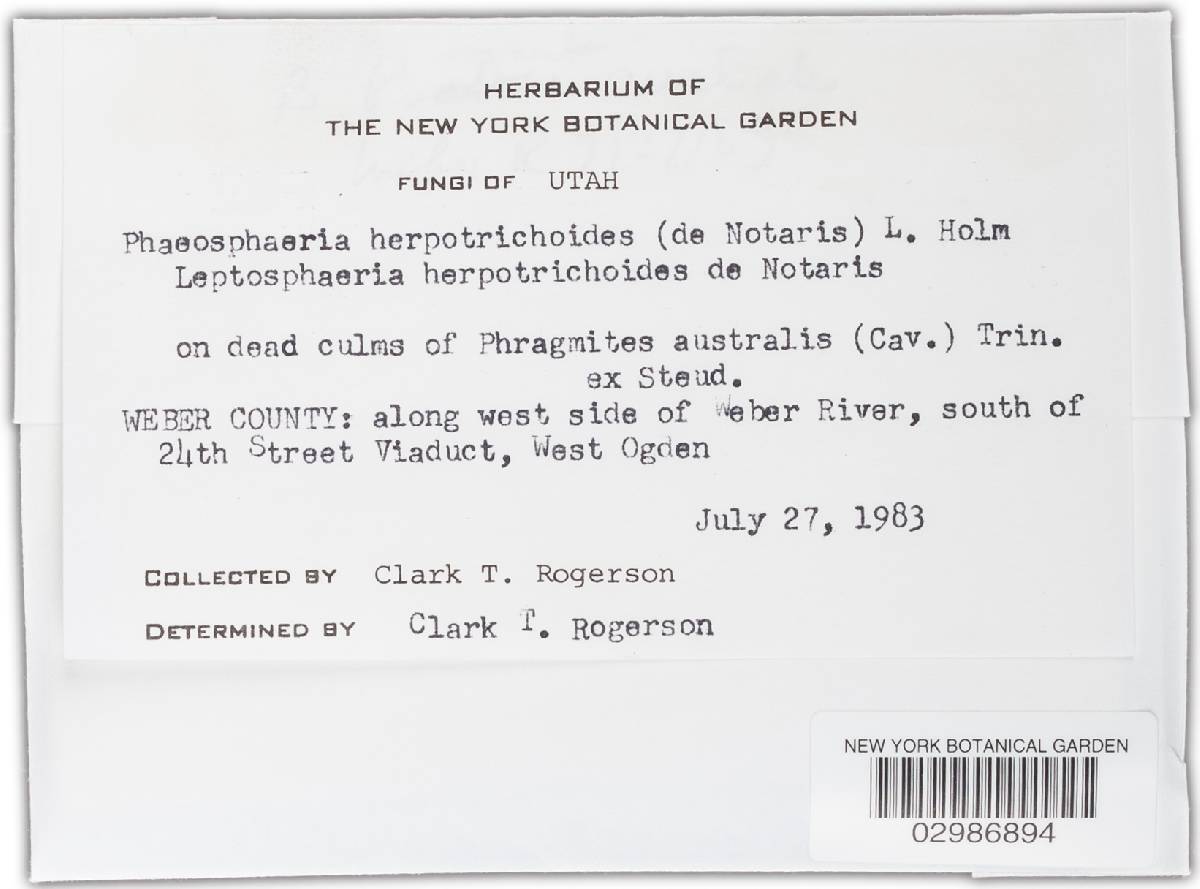 HERBARIUM OF
THE NEW YORK BOTANICAL GARDEN
FUNGI OF UTAH
Phaeosphaeria herpotrichoides (de Notaris) L. Holm
Leptosphaeria herpotrichoides de Notaris
on dead culms of Phragmites australis (Cav.) Trin.
ex Steud.
WEBER COUNTY: along west side of Weber River, south of
24th Street Viaduct, West Ogden
July 27, 1983
COLLECTED BY Clark T. Rogerson
DETERMINED BY Clark T. Rogerson
NEW YORK BOTANICAL GARDEN
02986894